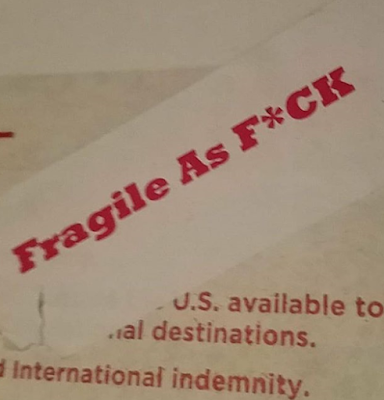 Fragile As F*CK
U.S. available to
destinations.
International indemnity.